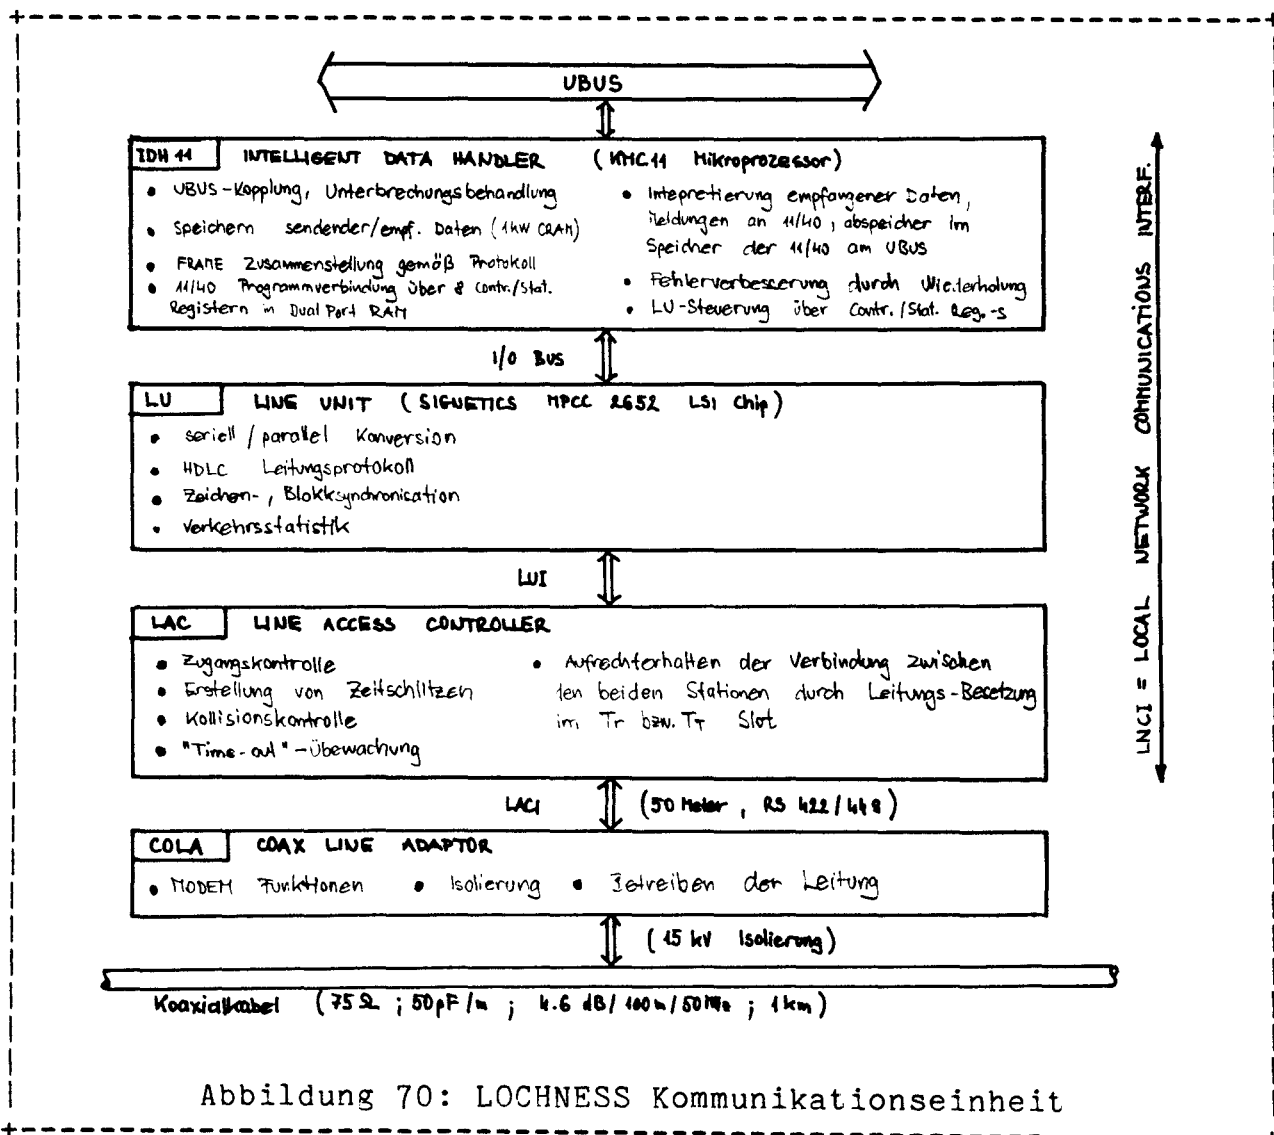 UBUS
IDH 11 INTELLIGENT DATA HANDLER (KMC11 Mikroprozessor)
• UBUS-Kopplung, Unterbrechungsbehandlung
• Speichern sendender/empf. Daten (1kW CRAM)
• FRAME Zusammenstellung gemäß Protokoll
• 11/40 Programmverbindung über 8 Contr./Stat.
Registern in Dual Port RAM
• Intepretierung empfangener Daten,
Meldungen an 11/40, abspeicher im
Speicher der 11/40 am UBUS
• Fehlerverbesserung durch Wiederholung
• LU-Steuerung über Contr./Stat. Reg.-s
I/O BUS
LU LINE UNIT (SIGNETICS MPCC 2652 LSI Chip)
• seriell / parallel Konversion
• HDLC Leitungsprotokoll
• Zeichen-, Blokksynchronication
• Verkehrsstatistik
LUI
LAC LINE ACCESS CONTROLLER
• Zugangskontrolle
• Erstellung von Zeitschlitzen
• Kollisionskontrolle
• "Time-out"-Übewachung
• Aufrechterhalten der Verbindung zwischen
den beiden Stationen durch Leitungs-Besetzung
im Tr bzw. TT Slot
LACI (50 Meter, RS 422/449)
COLA COAX LINE ADAPTOR
• MODEM Funktionen • Isolierung • Betreiben der Leitung
(15 kV Isolierung)
Koaxialkabel (75 Ω ; 50pF/m ; 4.6 dB/100m/50MHz ; 1km)
LNCI = LOCAL NETWORK COMMUNICATIONS INTERF.
Abbildung 70: LOCHNESS Kommunikationseinheit